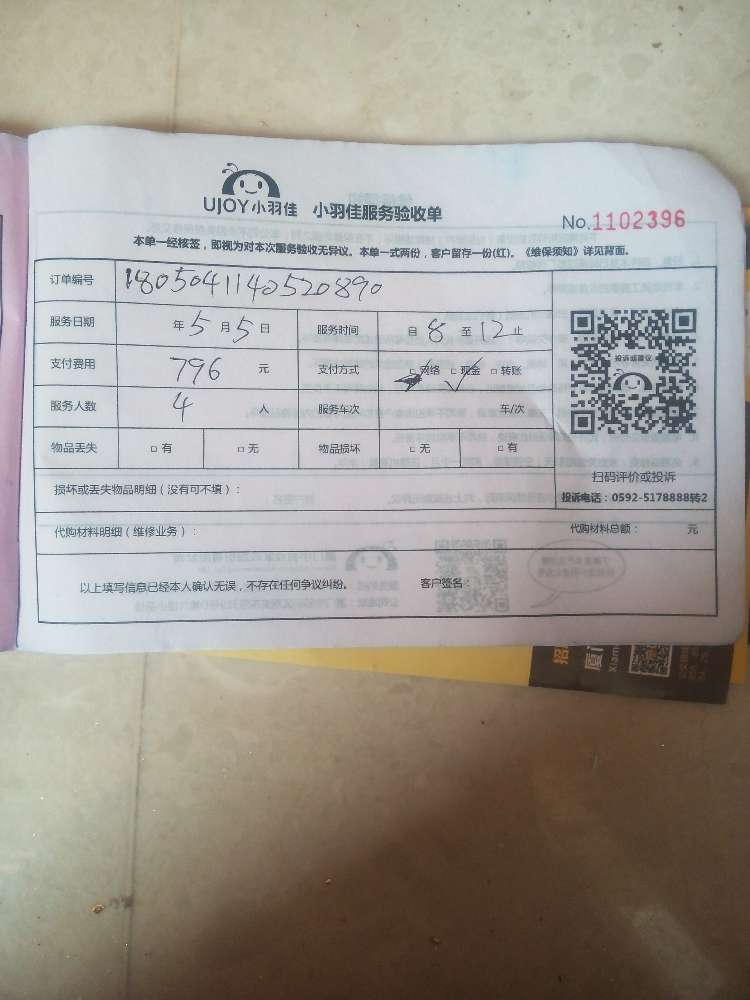 UJOY小羽佳 小羽佳服务验收单
No.1102396
本单一经核签，即视为对本次服务验收无异议。本单一式两份，客户留存一份(红)。《维保须知》详见背面。
订单编号 1805041140520890
服务日期 年5月5日 服务时间 自8至12止
支付费用 796 元 支付方式 □网络 □现金 □转账
服务人数 4 人 服务车次 车/次
物品丢失 □有 □无 物品损坏 □无 □有
投诉或建议
扫码评价或投诉
投诉电话：0592-5178888转2
损坏或丢失物品明细（没有可不填）：
代购材料明细（维修业务）： 代购材料总额： 元
以上填写信息已经本人确认无误，不存在任何争议纠纷。 客户签名：